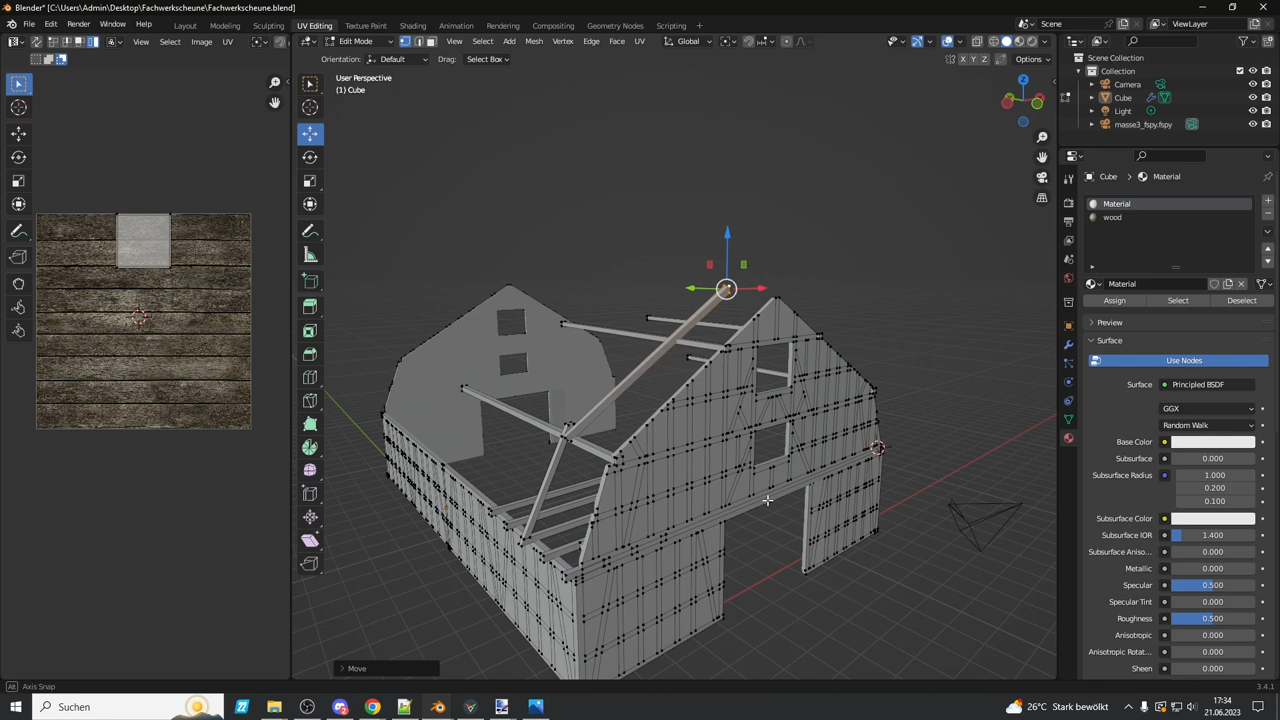 Blender* [C:\Users\Admin\Desktop\Fachwerkscheune\Fachwerkscheune.blend]
File Edit Render Window Help Layout Modeling Sculpting UV Editing Texture Paint Shading Animation Rendering Compositing Geometry Nodes Scripting Scene ViewLayer
View Select Image UV Edit Mode View Select Add Mesh Vertex Edge Face UV Global
Orientation: Default Drag: Select Box X Y Z Options
Scene Collection
Collection
Camera
Cube
Light
masse3_fspy.fspy
User Perspective
(1) Cube
Z
Cube Material
Material
wood
Material
Assign Select Deselect
Preview
Surface
Use Nodes
Surface Principled BSDF
GGX
Random Walk
Base Color
Subsurface 0.000
Subsurface Radius 1.000
0.200
0.100
Subsurface Color
Subsurface IOR 1.400
Subsurface Aniso... 0.000
Metallic 0.000
Specular 0.500
Specular Tint 0.000
Roughness 0.500
Anisotropic 0.000
Anisotropic Rotat... 0.000
Sheen 0.000
Move
Alt Axis Snap 3.4.1
Suchen 26°C Stark bewölkt 17:34
21.06.2023